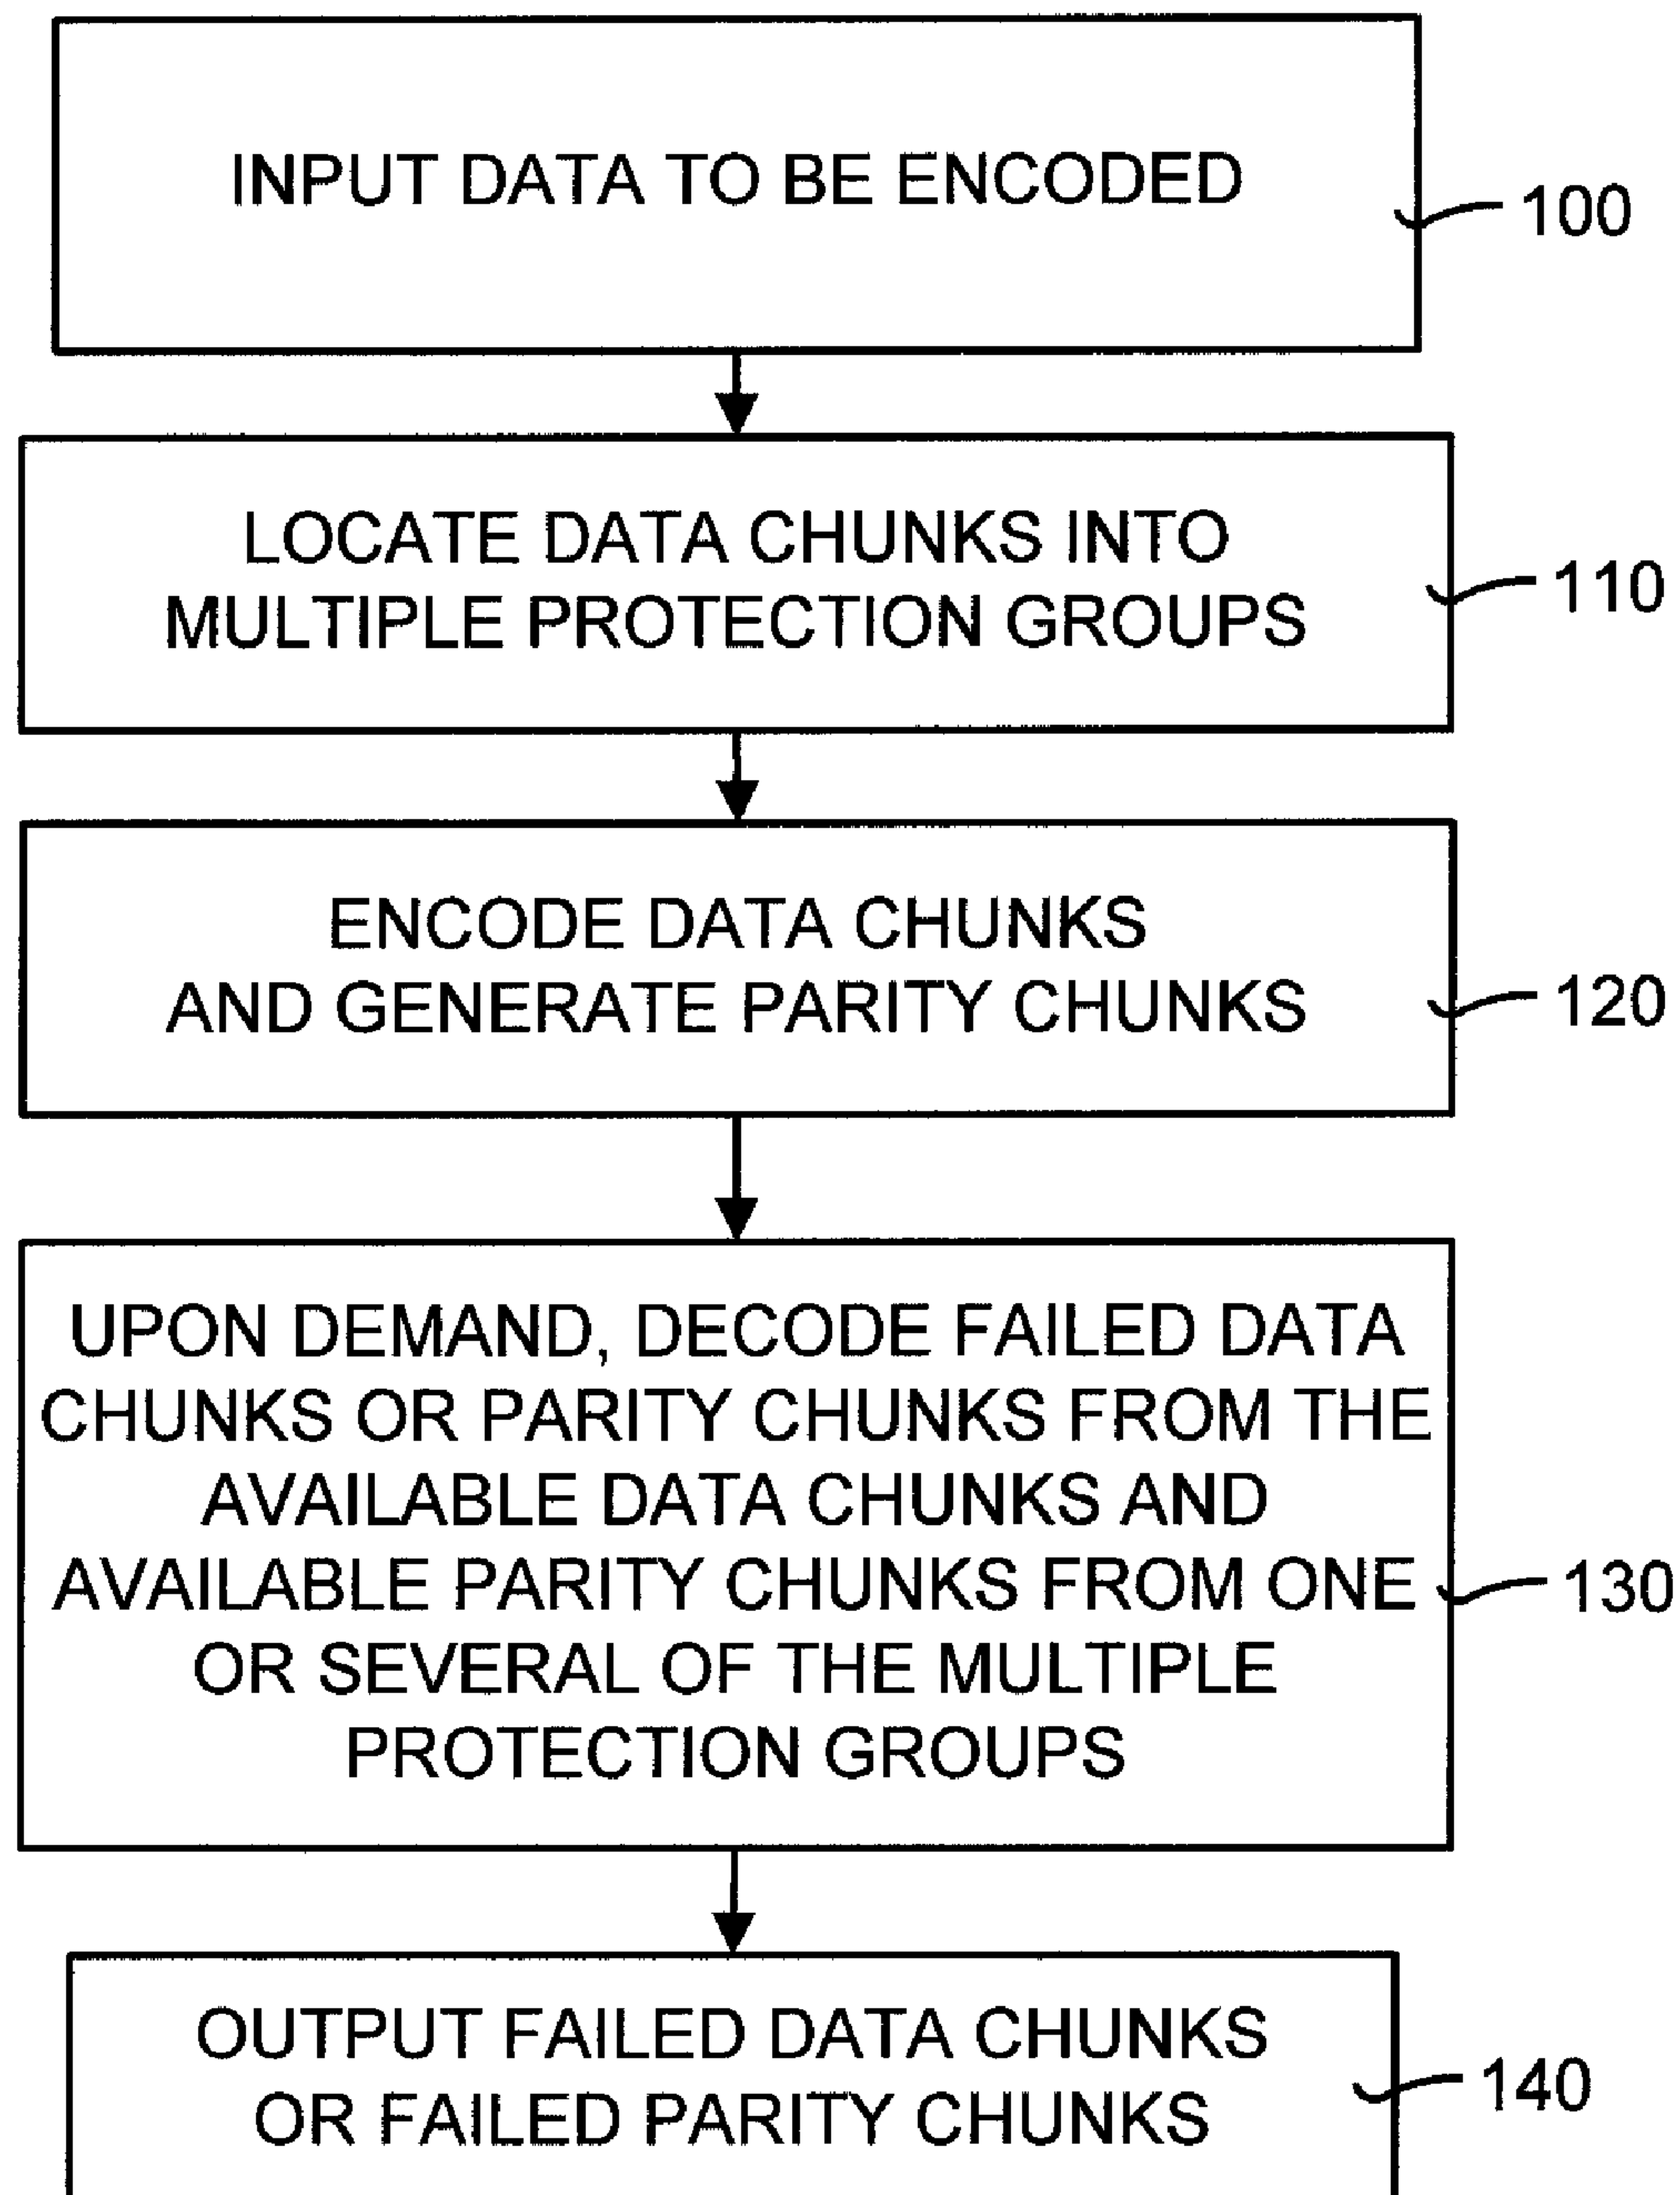 INPUT DATA TO BE ENCODED
100
LOCATE DATA CHUNKS INTO
MULTIPLE PROTECTION GROUPS
110
ENCODE DATA CHUNKS
AND GENERATE PARITY CHUNKS
120
UPON DEMAND, DECODE FAILED DATA
CHUNKS OR PARITY CHUNKS FROM THE
AVAILABLE DATA CHUNKS AND
AVAILABLE PARITY CHUNKS FROM ONE
OR SEVERAL OF THE MULTIPLE
PROTECTION GROUPS
130
OUTPUT FAILED DATA CHUNKS
OR FAILED PARITY CHUNKS
140